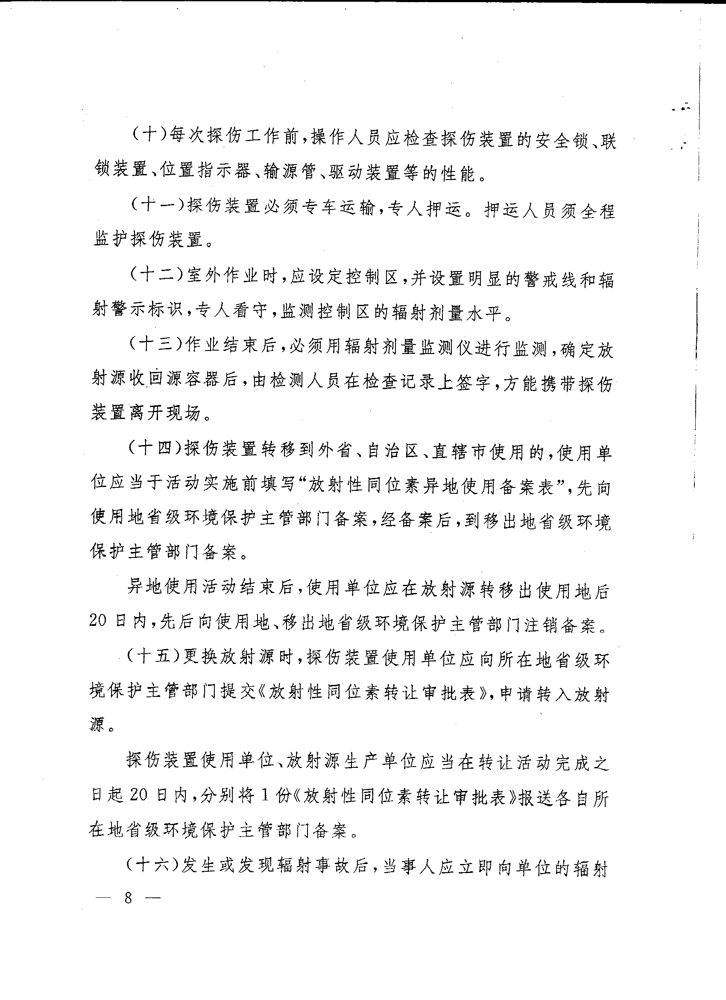 (十)每次探伤工作前,操作人员应检查探伤装置的安全锁、联
锁装置、位置指示器、输源管、驱动装置等的性能。
(十一)探伤装置必须专车运输,专人押运。押运人员须全程
监护探伤装置。
(十二)室外作业时,应设定控制区,并设置明显的警戒线和辐
射警示标识,专人看守,监测控制区的辐射剂量水平。
(十三)作业结束后,必须用辐射剂量监测仪进行监测,确定放
射源收回源容器后,由检测人员在检查记录上签字,方能携带探伤
装置离开现场。
(十四)探伤装置转移到外省、自治区、直辖市使用的,使用单
位应当于活动实施前填写“放射性同位素异地使用备案表”,先向
使用地省级环境保护主管部门备案,经备案后,到移出地省级环境
保护主管部门备案。
异地使用活动结束后,使用单位应在放射源转移出使用地后
20 日内,先后向使用地、移出地省级环境保护主管部门注销备案。
(十五)更换放射源时,探伤装置使用单位应向所在地省级环
境保护主管部门提交《放射性同位素转让审批表》,申请转入放射
源。
探伤装置使用单位、放射源生产单位应当在转让活动完成之
日起 20 日内,分别将 1 份《放射性同位素转让审批表》报送各自所
在地省级环境保护主管部门备案。
(十六)发生或发现辐射事故后,当事人应立即向单位的辐射
— 8 —